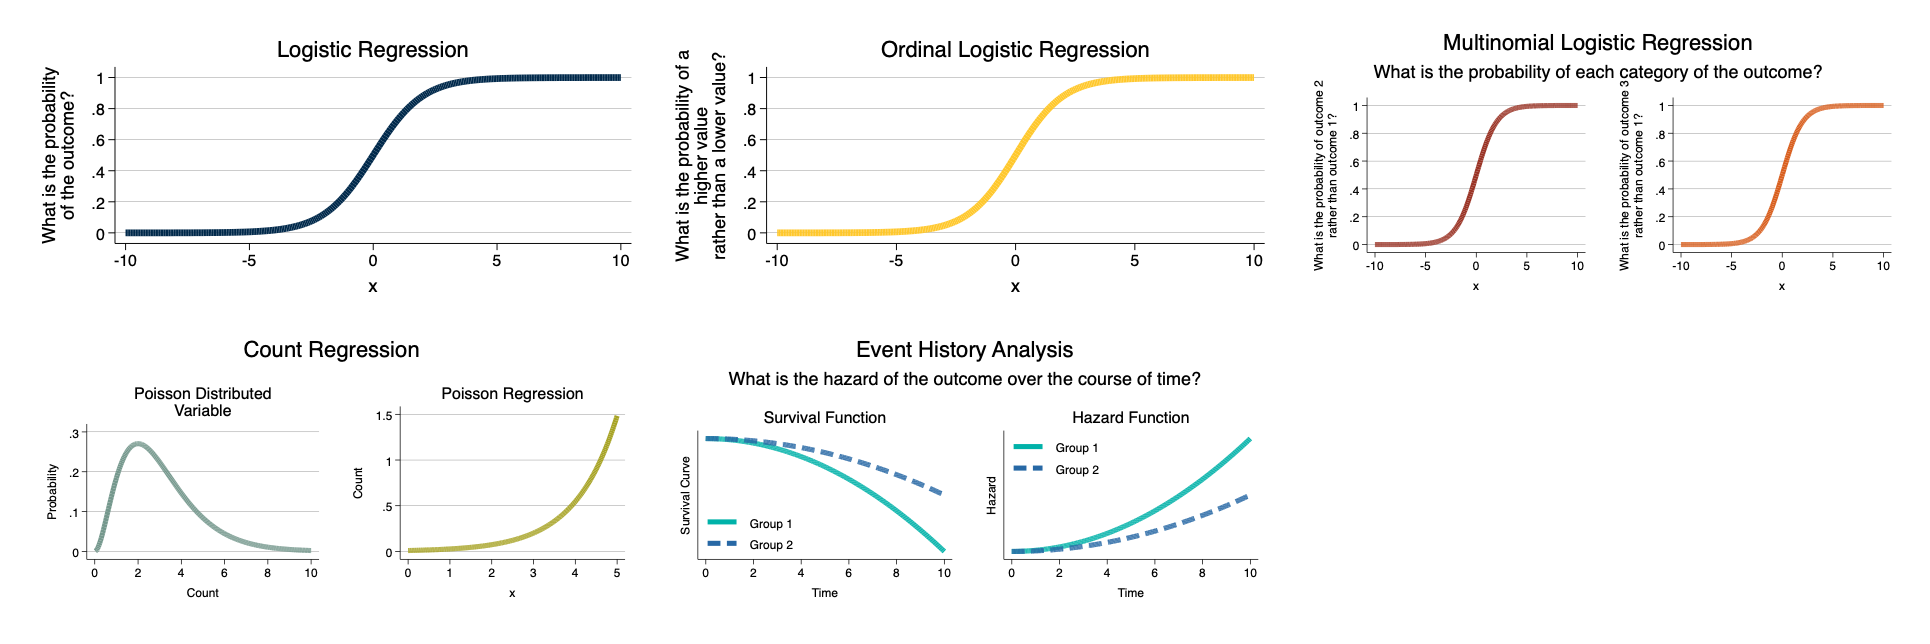 Logistic Regression
What is the probability
of the outcome?
1
.8
.6
.4
.2
0
-10
-5
0
5
10
x
Ordinal Logistic Regression
What is the probability of a
higher value
rather than a lower value?
1
.8
.6
.4
.2
0
-10
-5
0
5
10
x
Multinomial Logistic Regression
What is the probability of each category of the outcome?
What is the probability of outcome 2
rather than outcome 1?
1
.8
.6
.4
.2
0
-10
-5
0
5
10
x
What is the probability of outcome 3
rather than outcome 1?
1
.8
.6
.4
.2
0
-10
-5
0
5
10
x
Count Regression
Poisson Distributed
Variable
Probability
.3
.2
.1
0
0
2
4
6
8
10
Count
Poisson Regression
Count
1.5
1
.5
0
0
1
2
3
4
5
x
Event History Analysis
What is the hazard of the outcome over the course of time?
Survival Function
Survival Curve
Group 1
Group 2
0
2
4
6
8
10
Time
Hazard Function
Hazard
Group 1
Group 2
0
2
4
6
8
10
Time